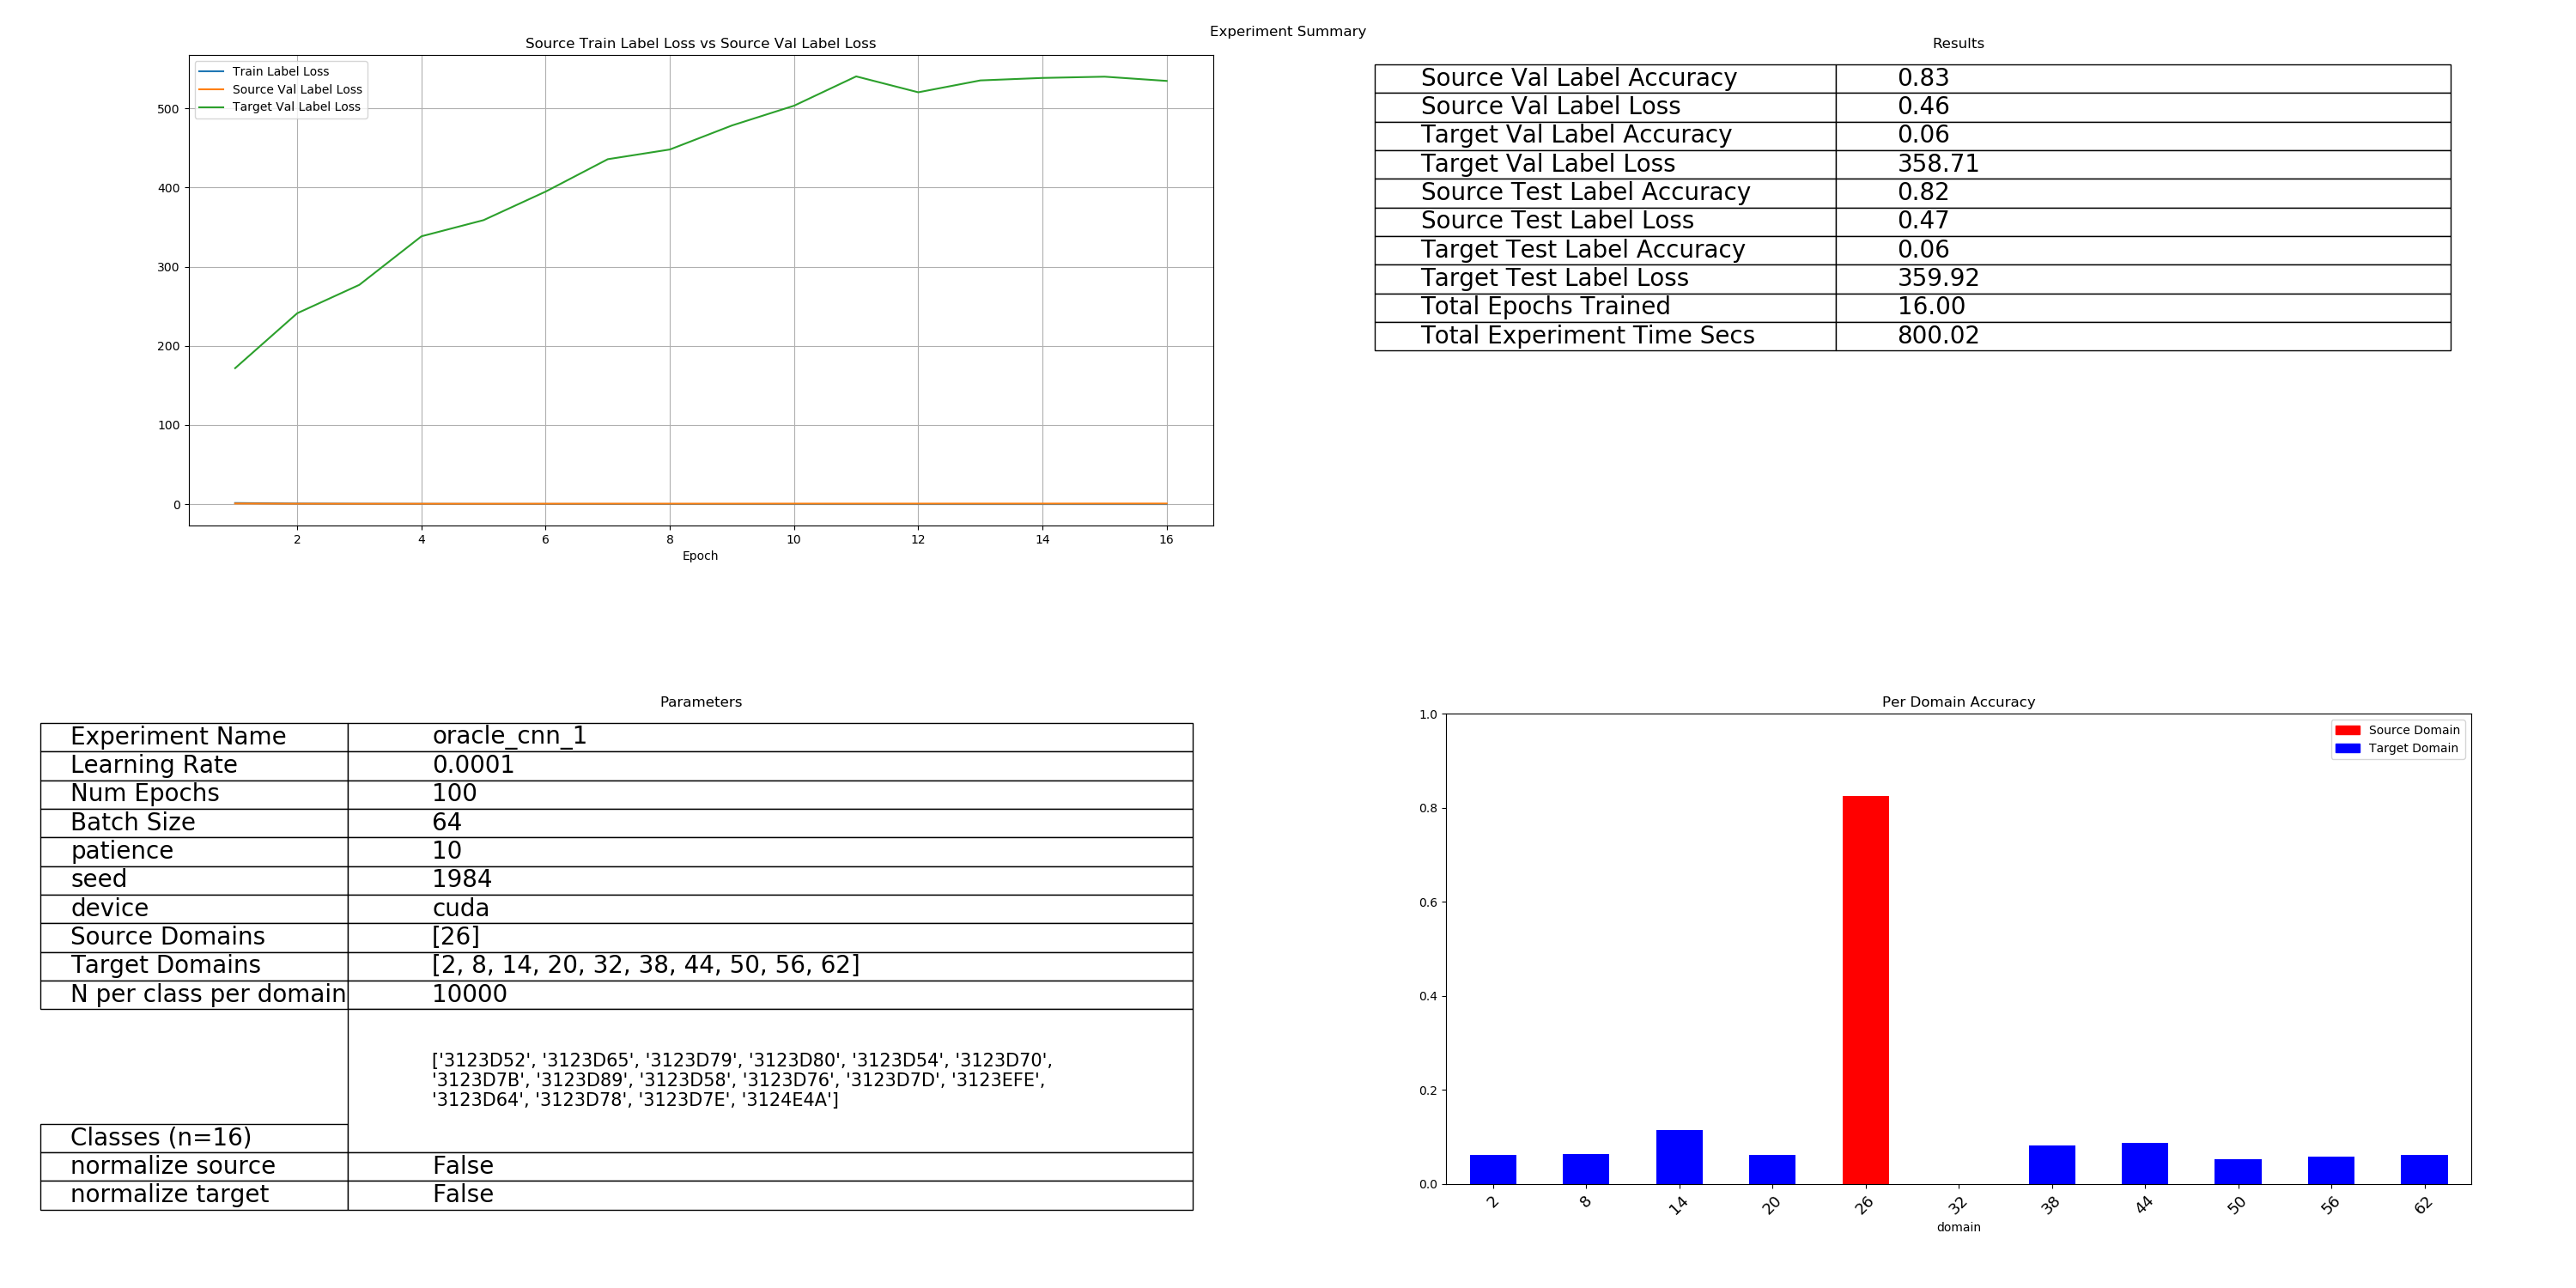 Experiment Summary
Source Train Label Loss vs Source Val Label Loss
Train Label Loss
Source Val Label Loss
Target Val Label Loss
500
400
300
200
100
0
2 4 6 8 10 12 14 16
Epoch
Results
Source Val Label Accuracy 0.83
Source Val Label Loss 0.46
Target Val Label Accuracy 0.06
Target Val Label Loss 358.71
Source Test Label Accuracy 0.82
Source Test Label Loss 0.47
Target Test Label Accuracy 0.06
Target Test Label Loss 359.92
Total Epochs Trained 16.00
Total Experiment Time Secs 800.02
Parameters
Experiment Name oracle_cnn_1
Learning Rate 0.0001
Num Epochs 100
Batch Size 64
patience 10
seed 1984
device cuda
Source Domains [26]
Target Domains [2, 8, 14, 20, 32, 38, 44, 50, 56, 62]
N per class per domain 10000
['3123D52', '3123D65', '3123D79', '3123D80', '3123D54', '3123D70',
'3123D7B', '3123D89', '3123D58', '3123D76', '3123D7D', '3123EFE',
'3123D64', '3123D78', '3123D7E', '3124E4A']
Classes (n=16)
normalize source False
normalize target False
Per Domain Accuracy
Source Domain
Target Domain
1.0
0.8
0.6
0.4
0.2
0.0
2 8 14 20 26 32 38 44 50 56 62
domain